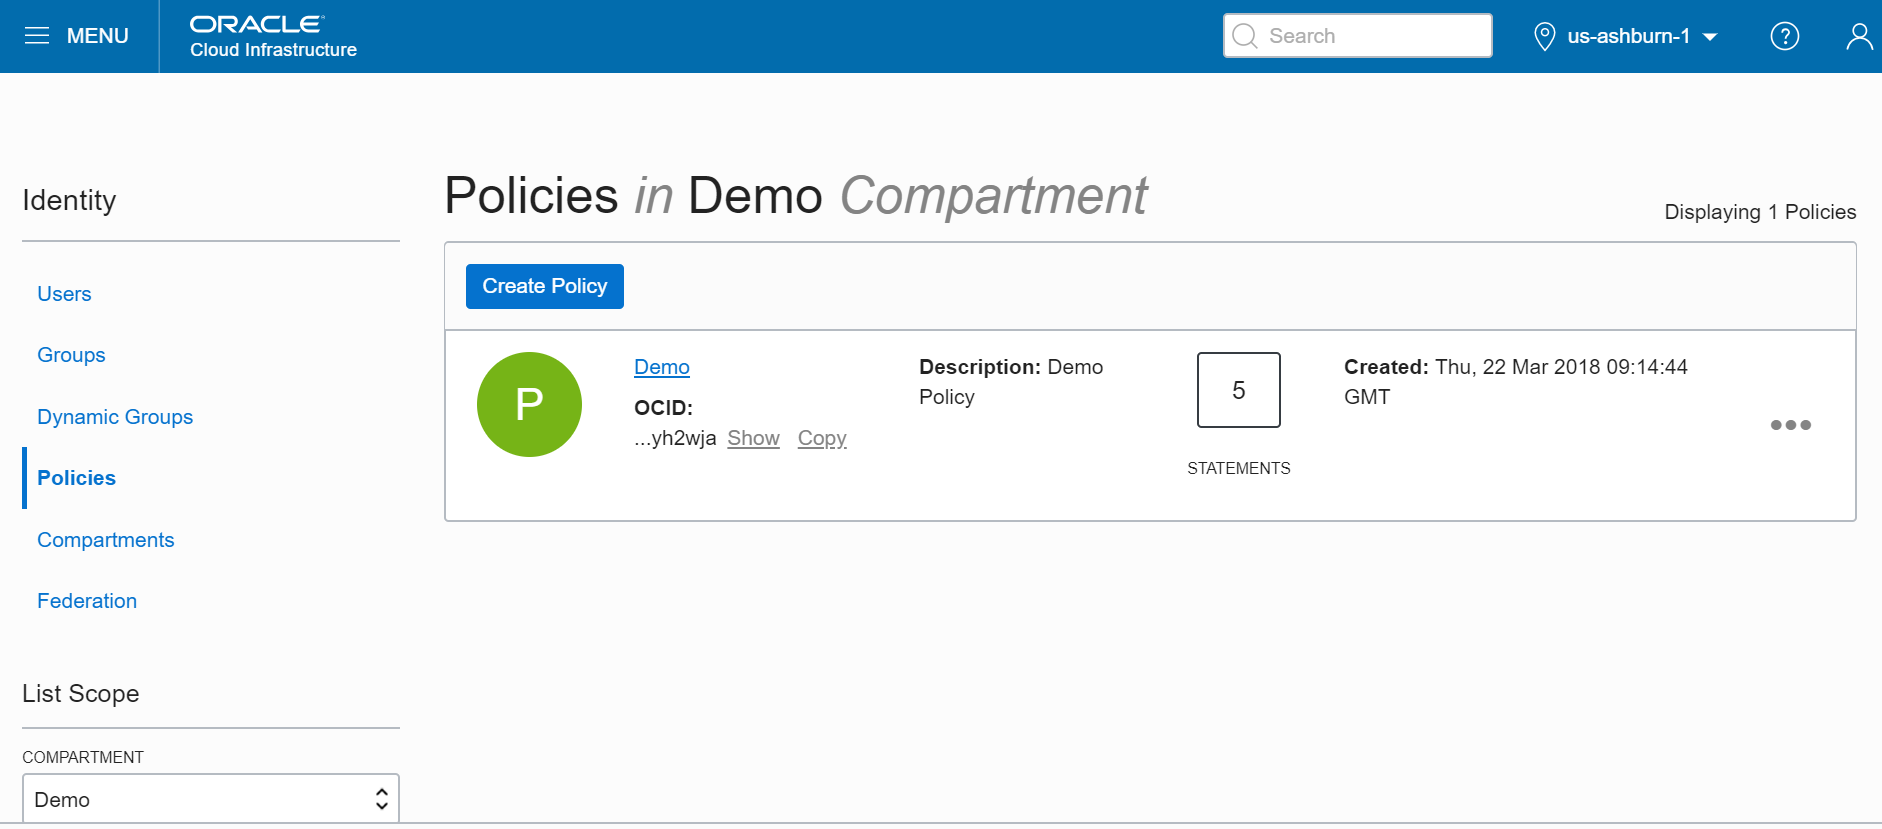 MENU
ORACLE
Cloud Infrastructure
Search
us-ashburn-1
?
Identity
Users
Groups
Dynamic Groups
Policies
Compartments
Federation
List Scope
COMPARTMENT
Demo
Policies in Demo Compartment
Displaying 1 Policies
Create Policy
P
Demo
OCID:
...yh2wja Show Copy
Description: Demo
Policy
5
STATEMENTS
Created: Thu, 22 Mar 2018 09:14:44
GMT